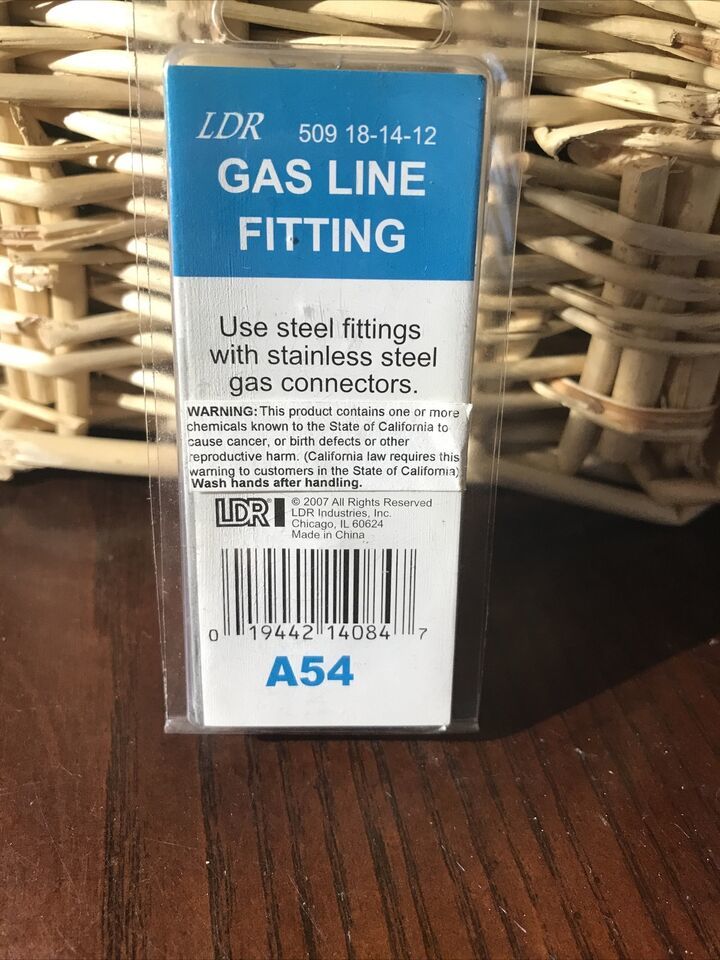 LDR 509 18-14-12
GAS LINE
FITTING
Use steel fittings
with stainless steel
gas connectors.
WARNING: This product contains one or more
chemicals known to the State of California to
cause cancer, or birth defects or other
reproductive harm. (California law requires this
warning to customers in the State of California)
Wash hands after handling.
LDR® © 2007 All Rights Reserved
LDR Industries, Inc.
Chicago, IL 60624
Made in China
0 19442 14084 7
A54